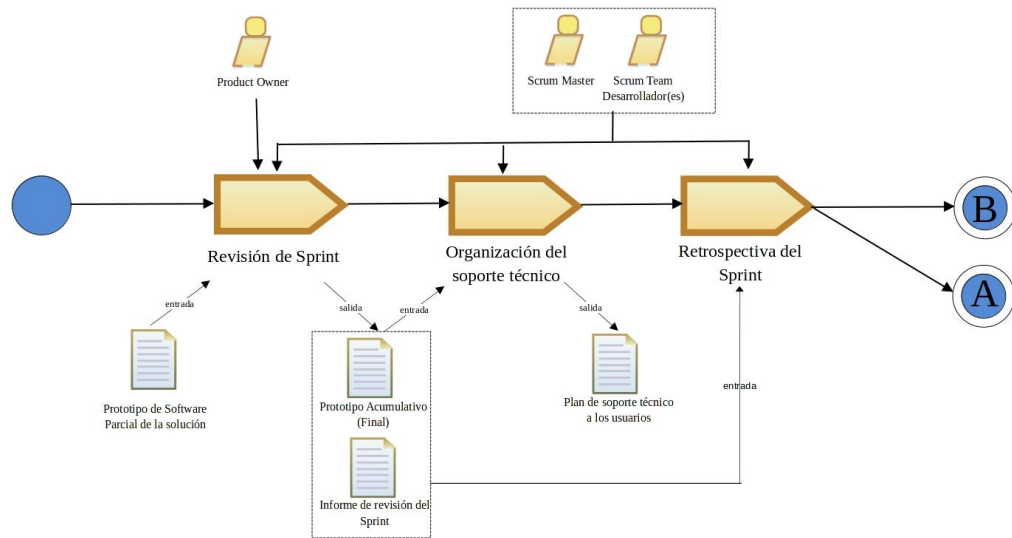 Product Owner
Scrum Master
Scrum Team
Desarrollador(es)
B
Revisión de Sprint
Organización del
soporte técnico
Retrospectiva del
Sprint
A
entrada
salida
entrada
salida
entrada
Prototipo de Software
Parcial de la solución
Prototipo Acumulativo
(Final)
Plan de soporte técnico
a los usuarios
Informe de revisión del
Sprint